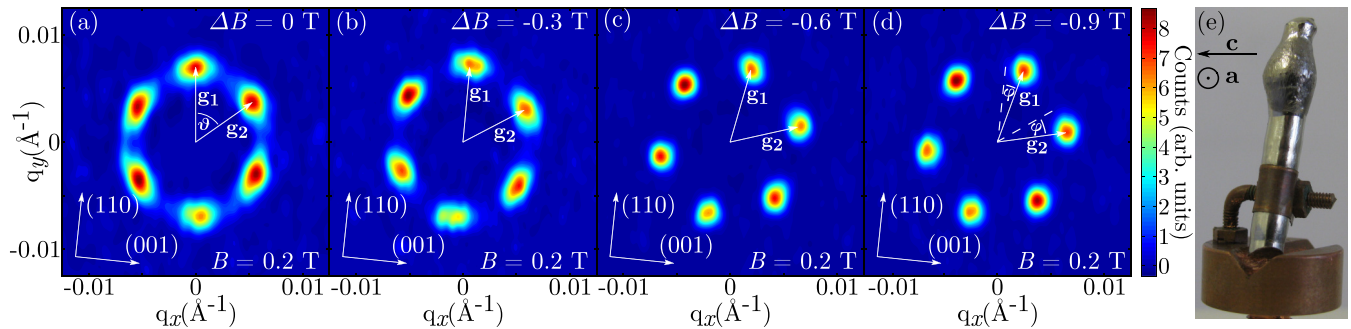 (a) ΔB = 0 T
(b) ΔB = -0.3 T
(c) ΔB = -0.6 T
(d) ΔB = -0.9 T
(e)
0.01
0
-0.01
qy(Å-1)
g1
ϑ
g2
(110)
(001)
B = 0.2 T
g1
g2
(110)
(001)
B = 0.2 T
g1
g2
(110)
(001)
B = 0.2 T
φ
g1
φ
g2
(110)
(001)
B = 0.2 T
-0.01 0 0.01
qx(Å-1)
-0.01 0 0.01
qx(Å-1)
-0.01 0 0.01
qx(Å-1)
-0.01 0 0.01
qx(Å-1)
8
7
6
5
4
3
2
1
0
Counts (arb. units)
c
a